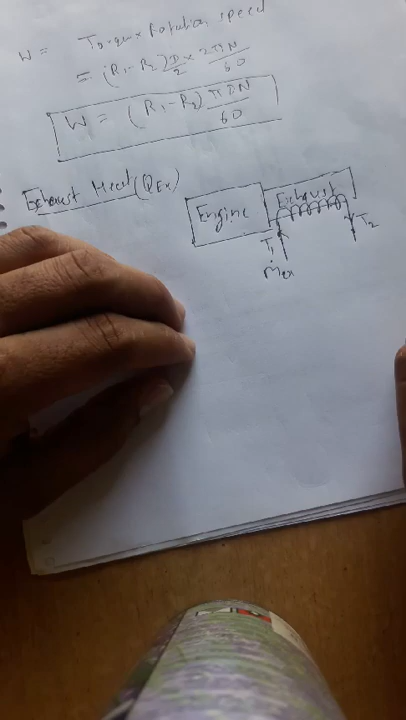 W = Torque x Rotation speed
= (R₁-R₂) D/2 x 2πN/60
W = (R₁-R₂) πDN/60
Exhaust Heat (QEx)
Engine
Exhaust
T₁
T₂
ṁex